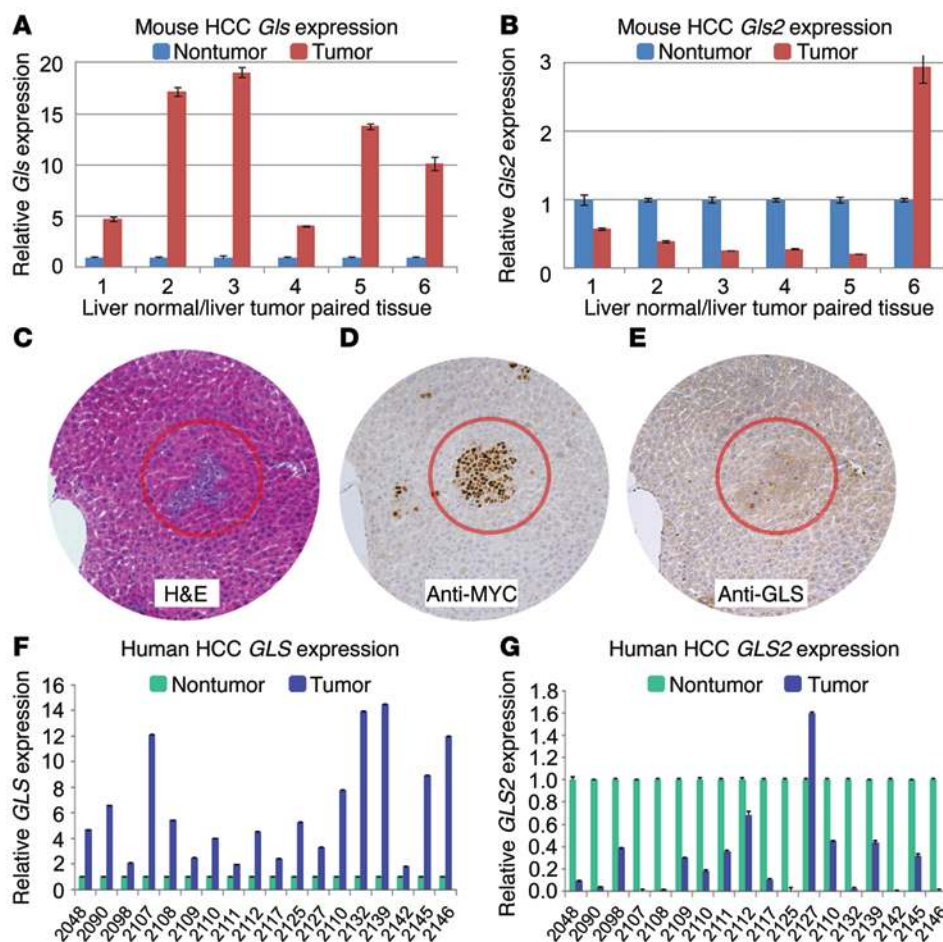 A
Mouse HCC Gls expression
Nontumor Tumor
Relative Gls expression
20
15
10
5
0
1 2 3 4 5 6
Liver normal/liver tumor paired tissue
B
Mouse HCC Gls2 expression
Nontumor Tumor
Relative Gls2 expression
3
2
1
0
1 2 3 4 5 6
Liver normal/liver tumor paired tissue
C
H&E
D
Anti-MYC
E
Anti-GLS
F
Human HCC GLS expression
Nontumor Tumor
Relative GLS expression
16
14
12
10
8
6
4
2
0
2048 2090 2098 2107 2108 2109 2110 2111 2112 2117 2125 2127 2110 2132 2139 2142 2145 2146
G
Human HCC GLS2 expression
Nontumor Tumor
Relative GLS2 expression
1.8
1.6
1.0
0.8
0.4
0.2
0.0
2048 2090 2098 2107 2108 2109 2110 2111 2112 2117 2125 2127 2110 2132 2139 2142 2145 2146